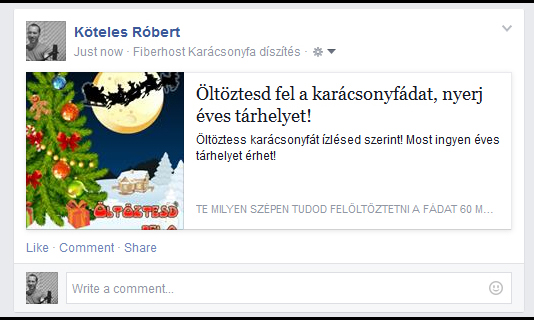 Köteles Róbert
Just now · Fiberhost Karácsonyfa díszítés ·
Öltöztesd fel a karácsonyfádat, nyerj
éves tárhelyet!
Öltöztess karácsonyfát ízlésed szerint! Most ingyen éves
tárhelyet érhet!
TE MILYEN SZÉPEN TUDOD FELÖLTÖZTETNI A FÁDAT 60 M...
ÖLTÖZTESD
FEL A
Like · Comment · Share
Write a comment...